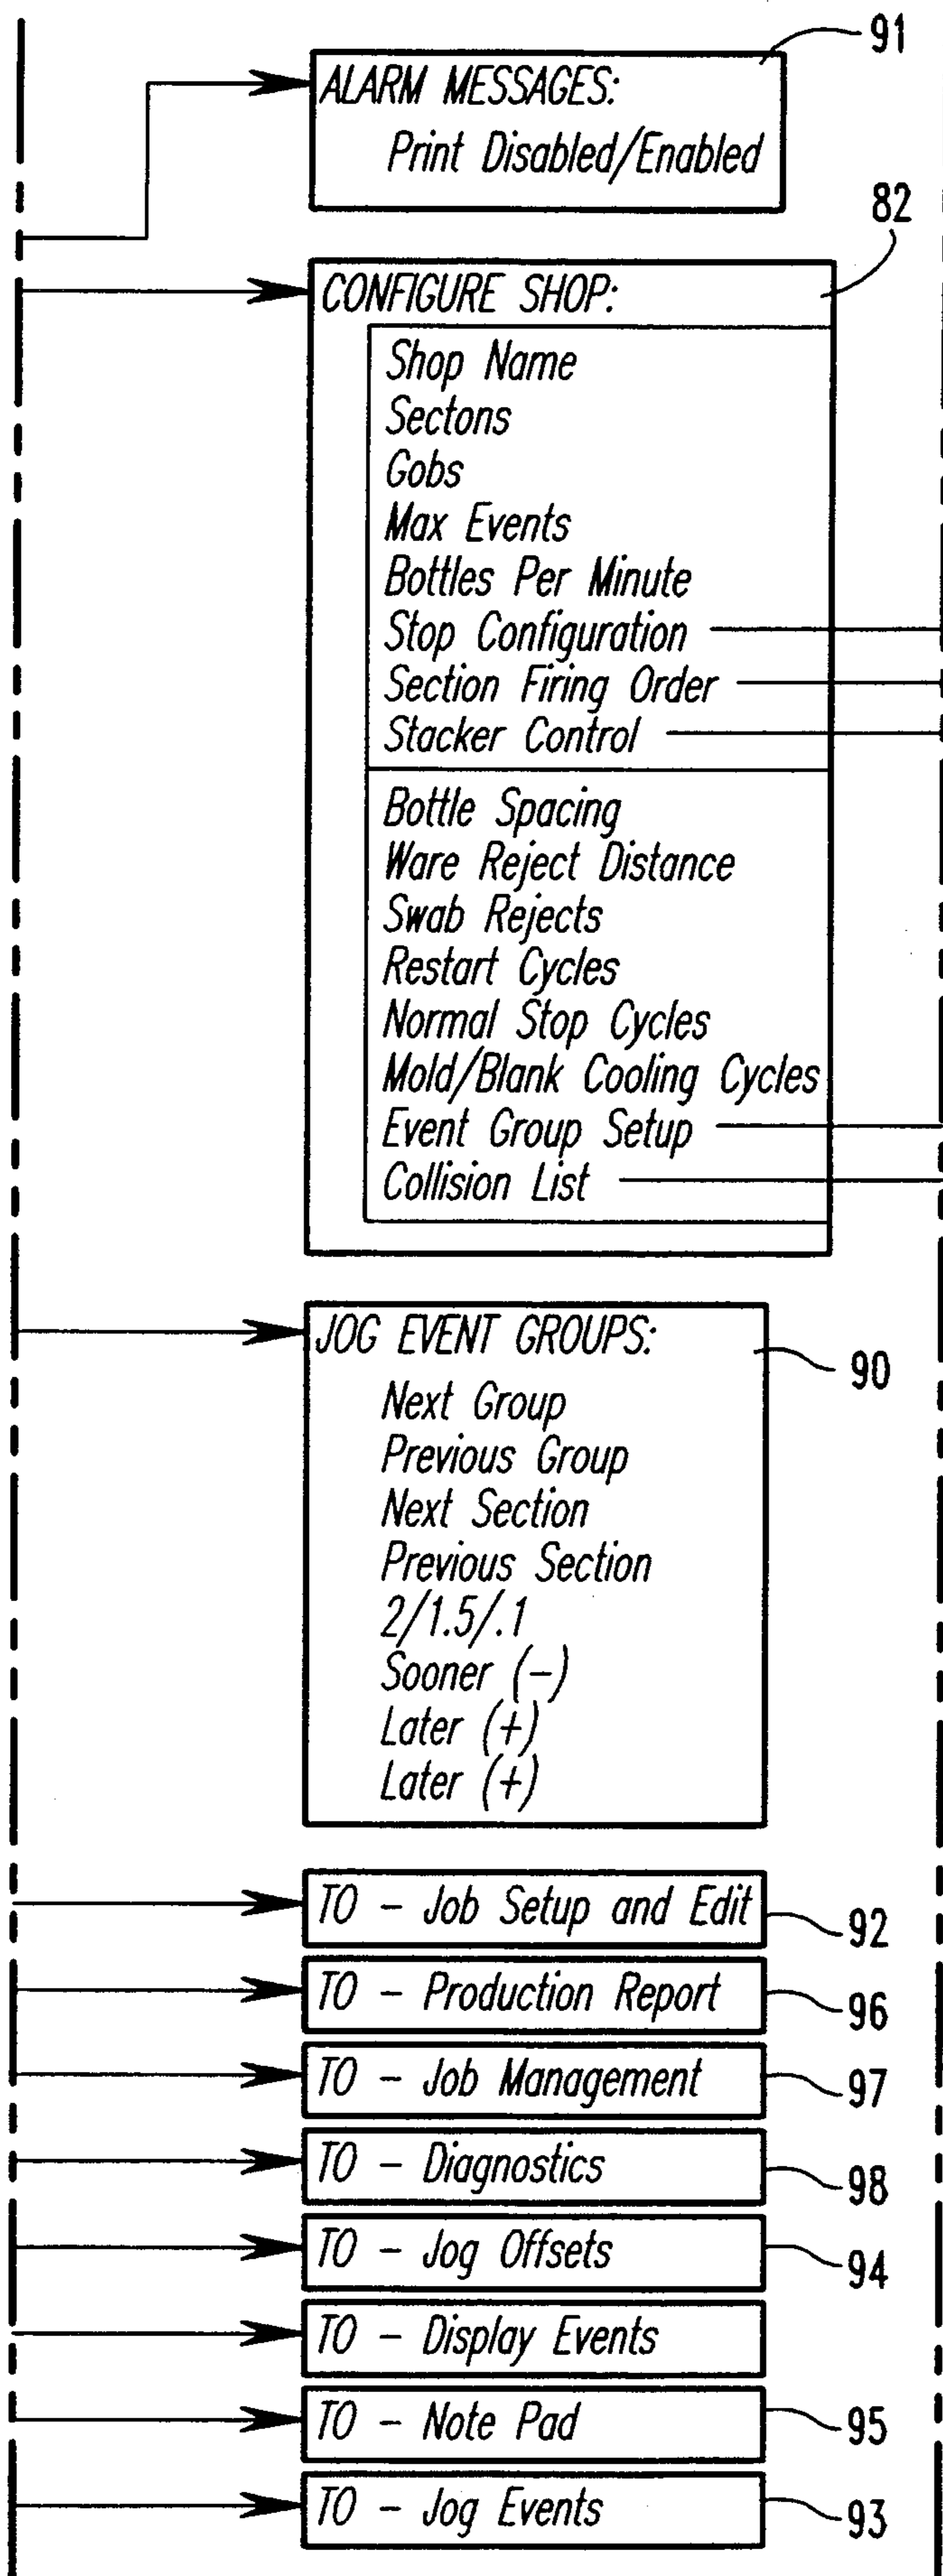 91
ALARM MESSAGES:
Print Disabled/Enabled
82
CONFIGURE SHOP:
Shop Name
Sectons
Gobs
Max Events
Bottles Per Minute
Stop Configuration
Section Firing Order
Stacker Control
Bottle Spacing
Ware Reject Distance
Swab Rejects
Restart Cycles
Normal Stop Cycles
Mold/Blank Cooling Cycles
Event Group Setup
Collision List
JOG EVENT GROUPS:
90
Next Group
Previous Group
Next Section
Previous Section
2/1.5/.1
Sooner (-)
Later (+)
Later (+)
TO - Job Setup and Edit
92
TO - Production Report
96
TO - Job Management
97
TO - Diagnostics
98
TO - Jog Offsets
94
TO - Display Events
TO - Note Pad
95
TO - Jog Events
93